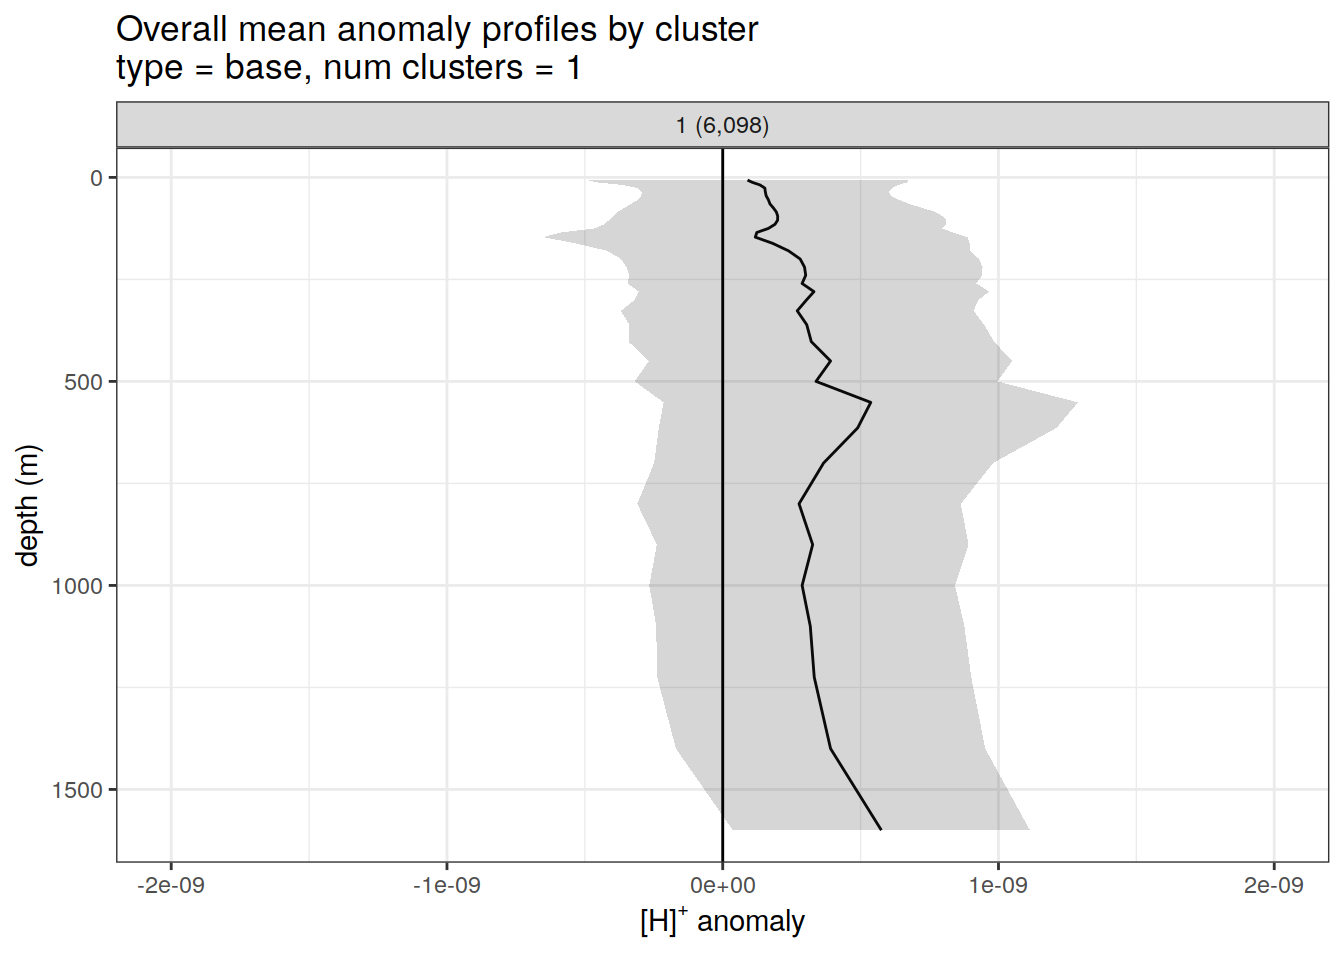 Overall mean anomaly profiles by cluster
type = base, num clusters = 1
1 (6,098)
0
500
1000
1500
depth (m)
-2e-09
-1e-09
0e+00
1e-09
2e-09
[H]⁺ anomaly